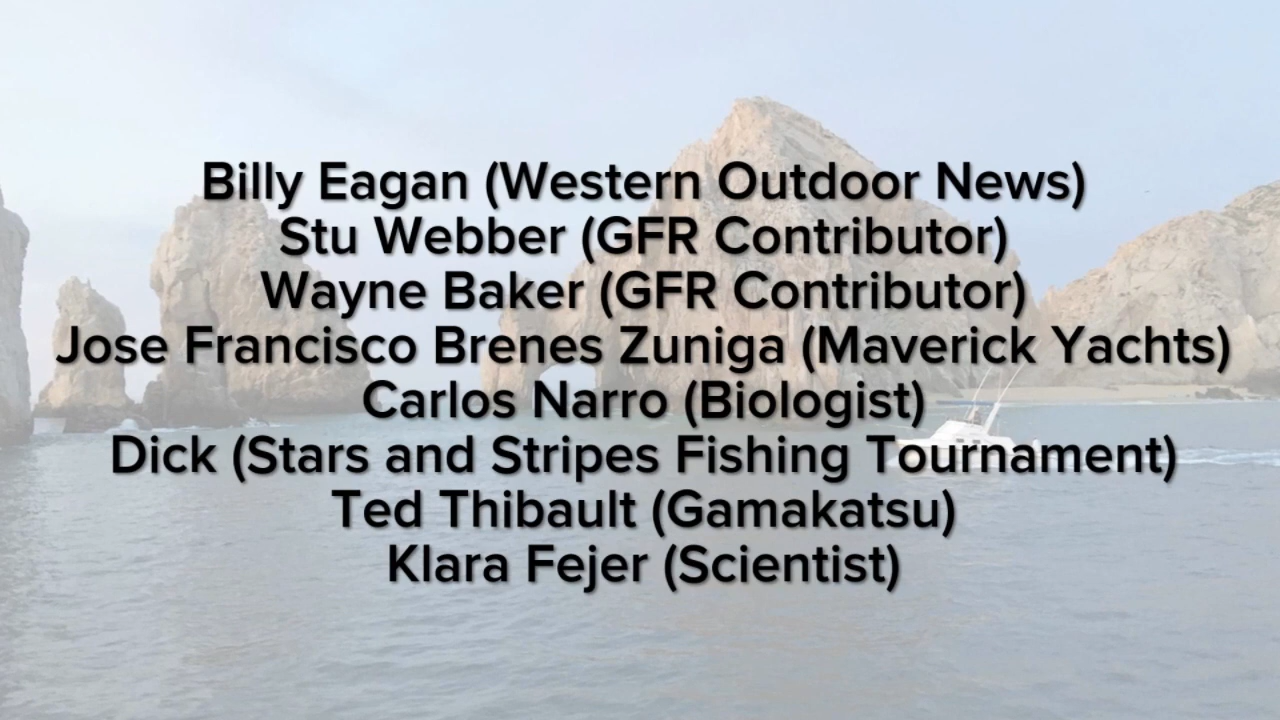 Billy Eagan (Western Outdoor News)
Stu Webber (GFR Contributor)
Wayne Baker (GFR Contributor)
Jose Francisco Brenes Zuniga (Maverick Yachts)
Carlos Narro (Biologist)
Dick (Stars and Stripes Fishing Tournament)
Ted Thibault (Gamakatsu)
Klara Fejer (Scientist)